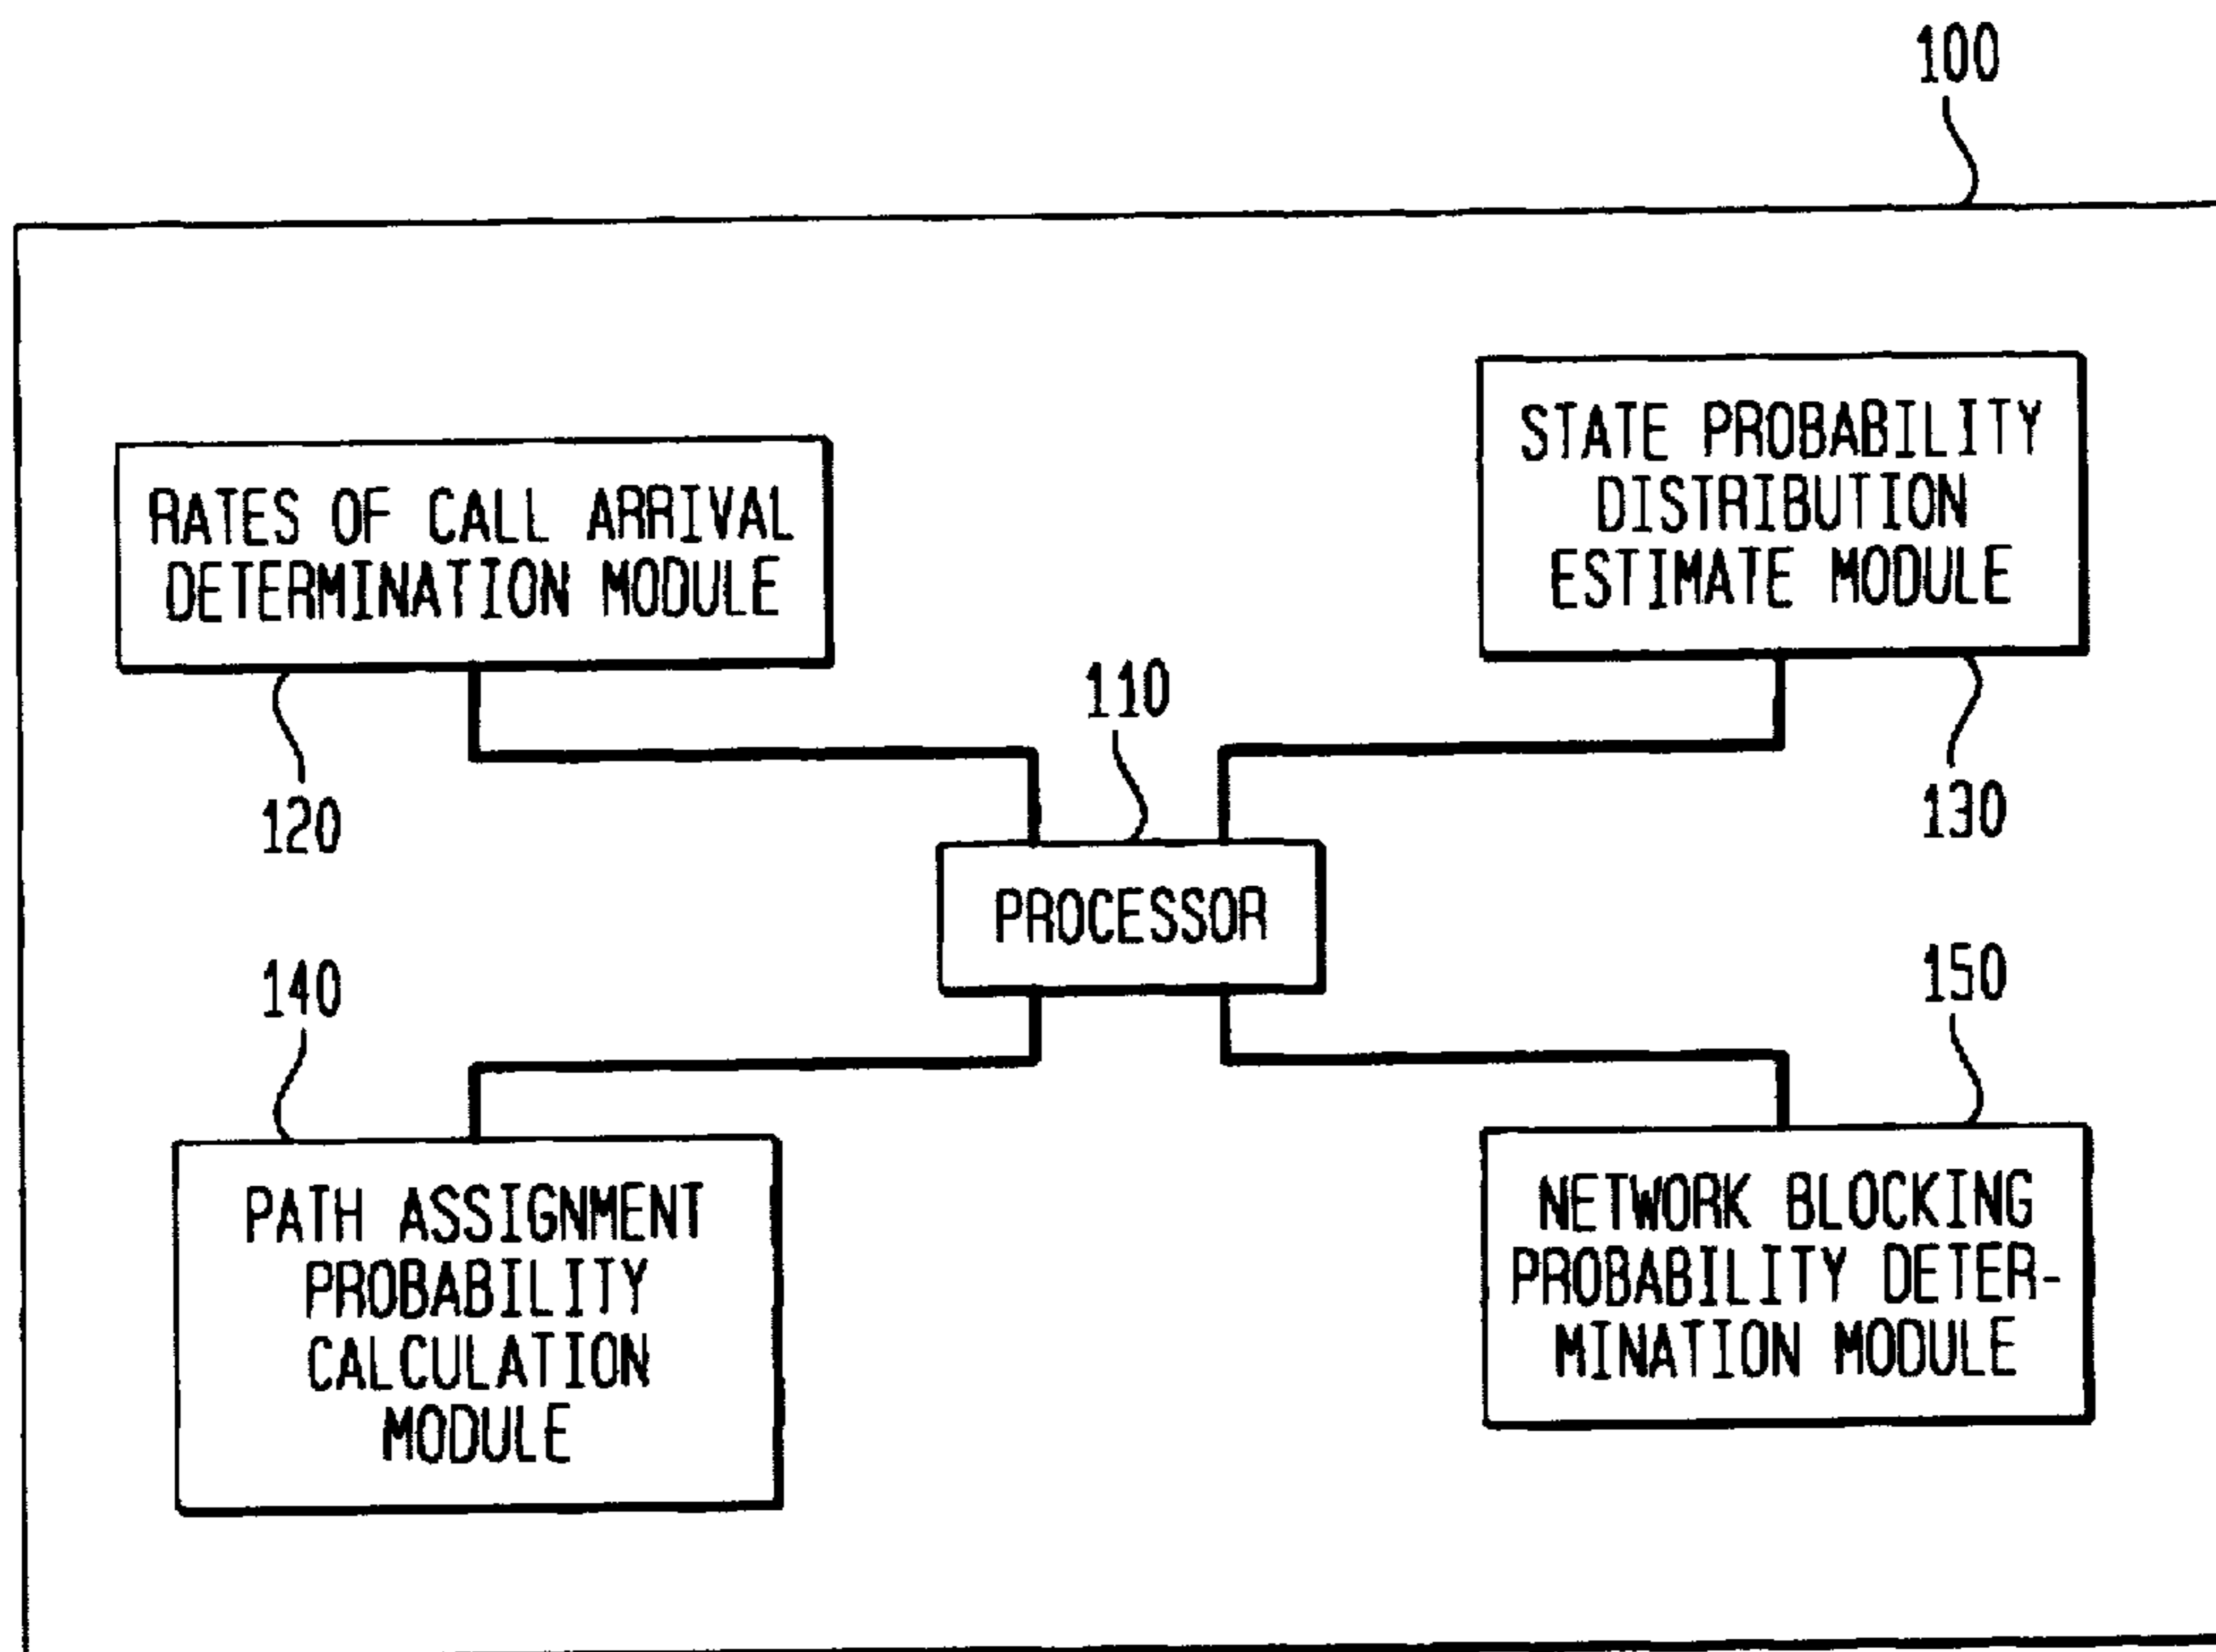 100
STATE PROBABILITY
DISTRIBUTION
ESTIMATE MODULE
RATES OF CALL ARRIVAL
DETERMINATION MODULE
110
120
130
PROCESSOR
140
150
PATH ASSIGNMENT
PROBABILITY
CALCULATION
MODULE
NETWORK BLOCKING
PROBABILITY DETER-
MINATION MODULE